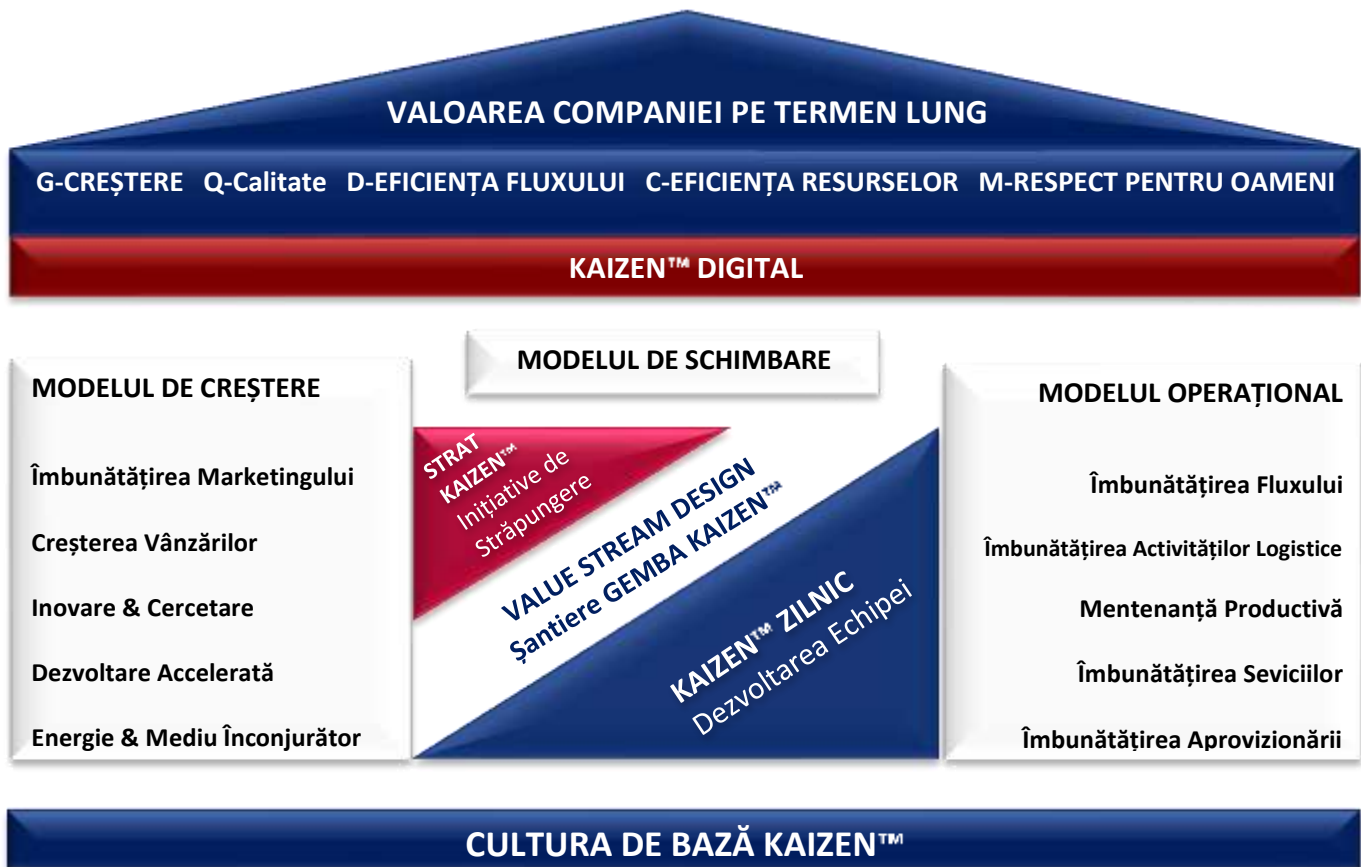 VALOAREA COMPANIEI PE TERMEN LUNG
G-CREȘTERE Q-Calitate D-EFICIENȚA FLUXULUI C-EFICIENȚA RESURSELOR M-RESPECT PENTRU OAMENI
KAIZEN™ DIGITAL
MODELUL DE SCHIMBARE
MODELUL DE CREȘTERE
Îmbunătățirea Marketingului
Creșterea Vânzărilor
Inovare & Cercetare
Dezvoltare Accelerată
Energie & Mediu Înconjurător
STRAT
KAIZEN™
Inițiative de
Străpungere
VALUE STREAM DESIGN
Șantiere GEMBA KAIZEN™
KAIZEN™ ZILNIC
Dezvoltarea Echipei
MODELUL OPERAȚIONAL
Îmbunătățirea Fluxului
Îmbunătățirea Activităților Logistice
Mentenanță Productivă
Îmbunătățirea Seviciilor
Îmbunătățirea Aprovizionării
CULTURA DE BAZĂ KAIZEN™